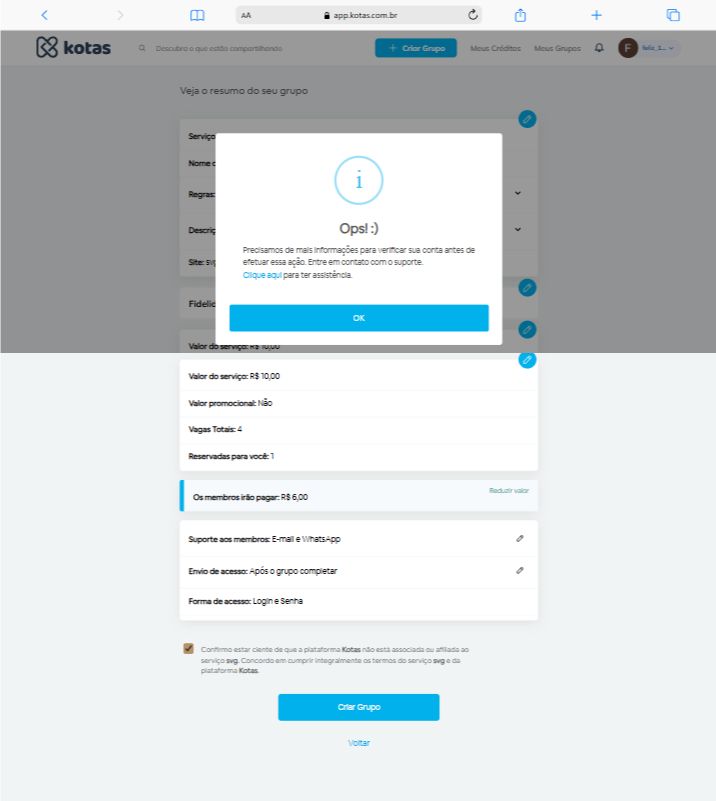 AA app.kotas.com.br
kotas Descubra o que estão compartilhando + Criar Grupo Meus Créditos Meus Grupos F
Veja o resumo do seu grupo
Serviço
Nome
Regras:
Descriç
Site: svg
Fidelid
Ops! :)
Precisamos de mais informações para verificar sua conta antes de
efetuar essa ação. Entre em contato com o suporte.
Clique aqui para ter assistência.
OK
Valor do serviço: R$ 10,00
Valor do serviço: R$ 10,00
Valor promocional: Não
Vagas Totais: 4
Reservadas para você: 1
Os membros irão pagar: R$ 6,00 Reduzir valor
Suporte aos membros: E-mail e WhatsApp
Envio de acesso: Após o grupo completar
Forma de acesso: Login e Senha
Confirmo estar ciente de que a plataforma Kotas não está associada ou afiliada ao
serviço svg. Concordo em cumprir integralmente os termos do serviço svg e da
plataforma Kotas.
Criar Grupo
Voltar